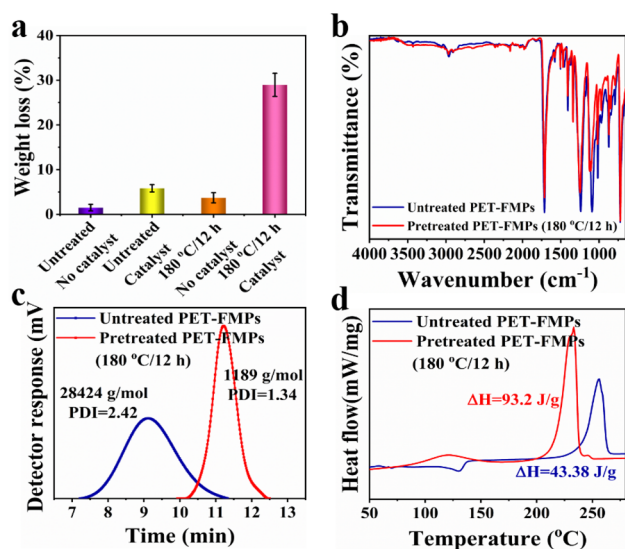 a
Weight loss (%)
40
30
20
10
0
Untreated
No catalyst
Untreated
Catalyst
180 °C/12 h
No catalyst
180 °C/12 h
Catalyst
b
Transmittance (%)
Untreated PET-FMPs
Pretreated PET-FMPs (180 °C/12 h)
4000 3000 2000 1000
Wavenumber (cm⁻¹)
c
Detector response (mV
Untreated PET-FMPs
Pretreated PET-FMPs
(180 °C/12 h)
28424 g/mol
PDI=2.42
1189 g/mol
PDI=1.34
7 8 9 10 11 12 13
Time (min)
d
Heat flow(mW/mg)
Untreated PET-FMPs
Pretreated PET-FMPs
(180 °C/12 h)
ΔH=93.2 J/g
ΔH=43.38 J/g
50 100 150 200 250
Temperature (°C)